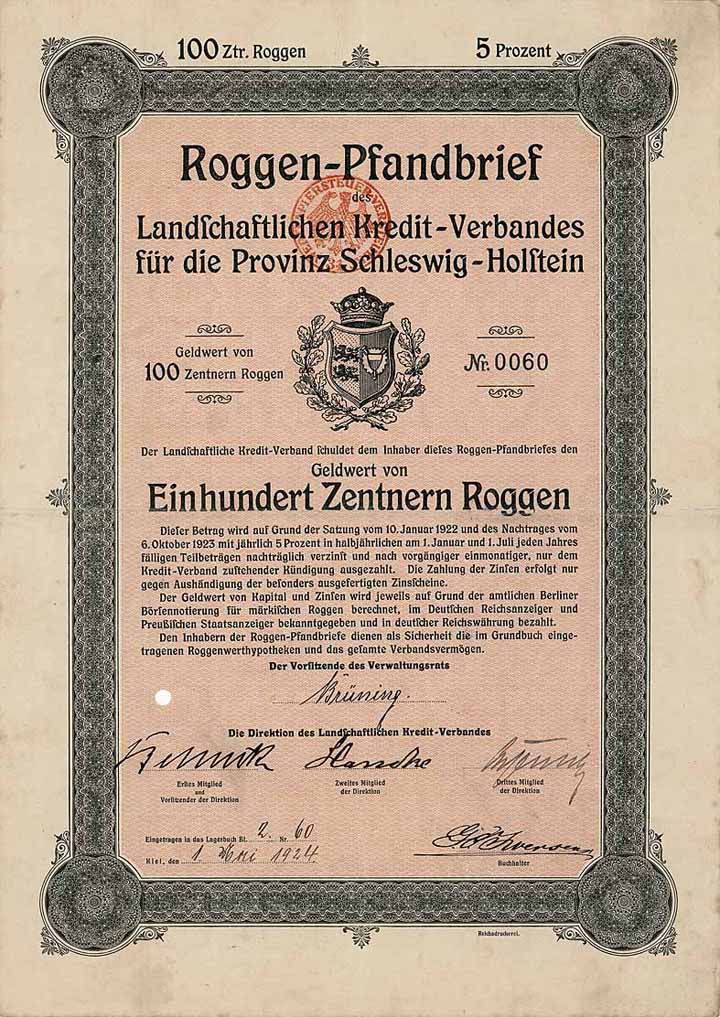 100 Ztr. Roggen
5 Prozent
Roggen-Pfandbrief
des
Landſchaftlichen Kredit-Verbandes
für die Provinz Schleswig-Holſtein
Geldwert von
100 Zentnern Roggen
Nr. 0060
Der Landſchaftliche Kredit-Verband ſchuldet dem Inhaber dieſes Roggen-Pfandbriefes den
Geldwert von
Einhundert Zentnern Roggen
Dieſer Betrag wird auf Grund der Satzung vom 10. Januar 1922 und des Nachtrages vom
6. Oktober 1923 mit jährlich 5 Prozent in halbjährlichen am 1. Januar und 1. Juli jeden Jahres
fälligen Teilbeträgen nachträglich verzinſt und nach vorgängiger einmonatiger, nur dem
Kredit-Verband zuſtehender Kündigung ausgezahlt. Die Zahlung der Zinſen erfolgt nur
gegen Aushändigung der beſonders ausgefertigten Zinsſcheine.
Der Geldwert von Kapital und Zinſen wird jeweils auf Grund der amtlichen Berliner
Börſennotierung für märkiſchen Roggen berechnet, im Deutſchen Reichsanzeiger und
Preußiſchen Staatsanzeiger bekanntgegeben und in deutſcher Reichswährung bezahlt.
Den Inhabern der Roggen-Pfandbriefe dienen als Sicherheit die im Grundbuch einge-
tragenen Roggenwerthypotheken und das geſamte Verbandsvermögen.
Der Vorſitzende des Verwaltungsrats
Brüning.
Die Direktion des Landſchaftlichen Kredit-Verbandes
Erſtes Mitglied
und
Vorſitzender der Direktion
Zweites Mitglied
der Direktion
Drittes Mitglied
der Direktion
Eingetragen in das Lagerbuch Bl. 2. Nr. 60
Kiel, den 1. Mai 1924.
Buchhalter
Reichsdruckerei.